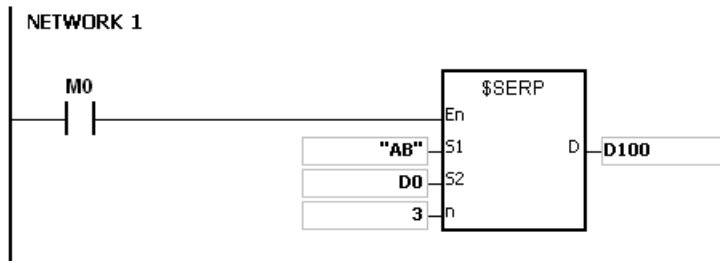 NETWORK 1
M0
$SERP
En
"AB" S1 D D100
D0 S2
3 n